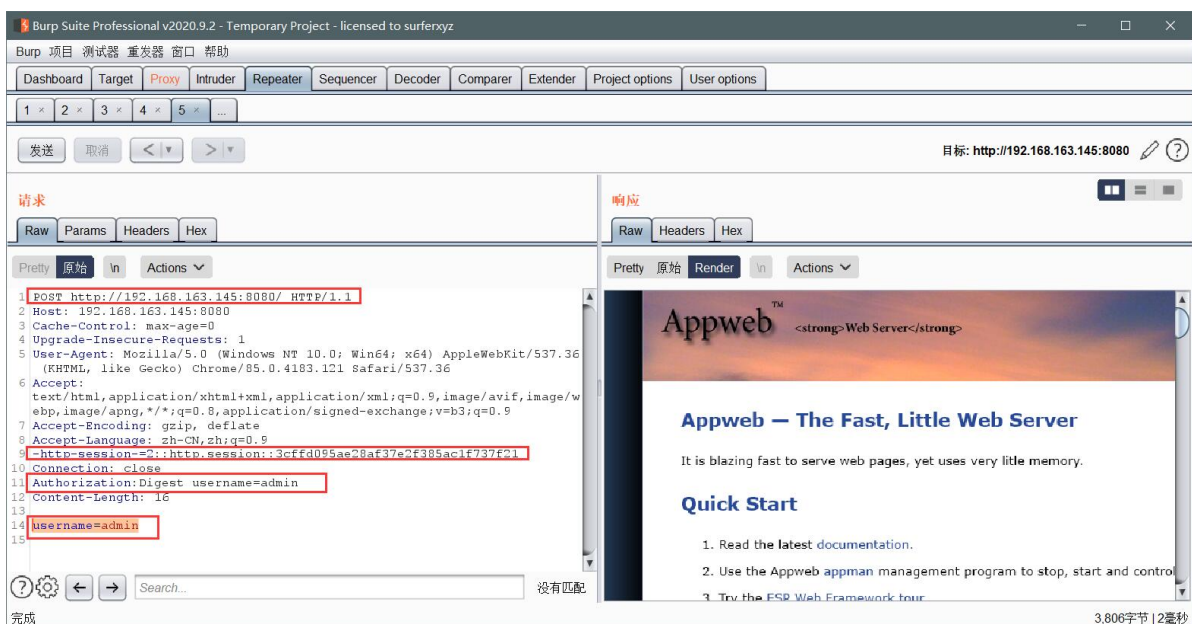 Burp Suite Professional v2020.9.2 - Temporary Project - licensed to surferxyz
Burp 项目 测试器 重发器 窗口 帮助
Dashboard Target Proxy Intruder Repeater Sequencer Decoder Comparer Extender Project options User options
1 × 2 × 3 × 4 × 5 × ...
发送 取消 < > 目标: http://192.168.163.145:8080
请求
Raw Params Headers Hex
Pretty 原始 \n Actions
1 POST http://192.168.163.145:8080/ HTTP/1.1
2 Host: 192.168.163.145:8080
3 Cache-Control: max-age=0
4 Upgrade-Insecure-Requests: 1
5 User-Agent: Mozilla/5.0 (Windows NT 10.0; Win64; x64) AppleWebKit/537.36
(KHTML, like Gecko) Chrome/85.0.4183.121 Safari/537.36
6 Accept:
text/html,application/xhtml+xml,application/xml;q=0.9,image/avif,image/w
ebp,image/apng,*/*;q=0.8,application/signed-exchange;v=b3;q=0.9
7 Accept-Encoding: gzip, deflate
8 Accept-Language: zh-CN,zh;q=0.9
9 -http-session-=2::http.session::3cffd095ae28af37e2f385ac1f737f21
10 Connection: close
11 Authorization:Digest username=admin
12 Content-Length: 16
13
14 username=admin
15
Search... 没有匹配
响应
Raw Headers Hex
Pretty 原始 Render \n Actions
Appweb TM <strong>Web Server</strong>
Appweb — The Fast, Little Web Server
It is blazing fast to serve web pages, yet uses very litle memory.
Quick Start
1. Read the latest documentation.
2. Use the Appweb appman management program to stop, start and control
3. Try the ESP Web Framework tour
完成 3,806字节 | 2毫秒